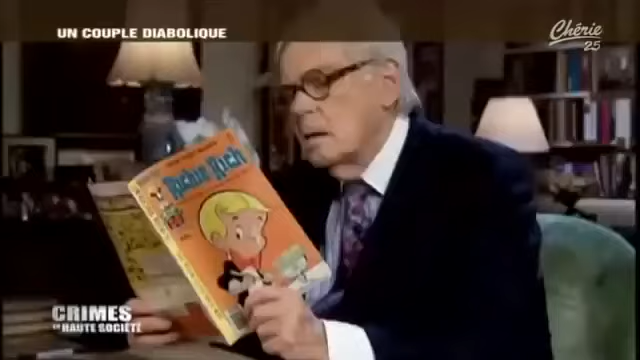 UN COUPLE DIABOLIQUE
Chérie
25
RICHIE RICH
CRIMES
EN HAUTE SOCIÉTÉ